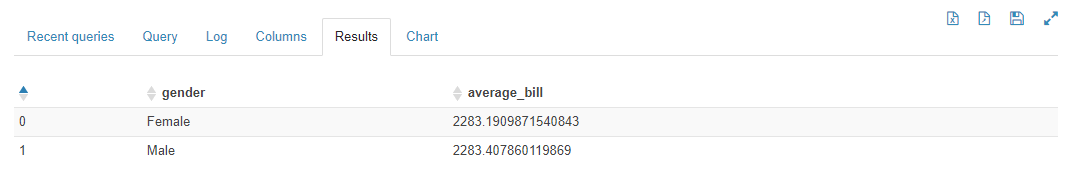 Recent queries Query Log Columns Results Chart
gender average_bill
0 Female 2283.1909871540843
1 Male 2283.407860119869